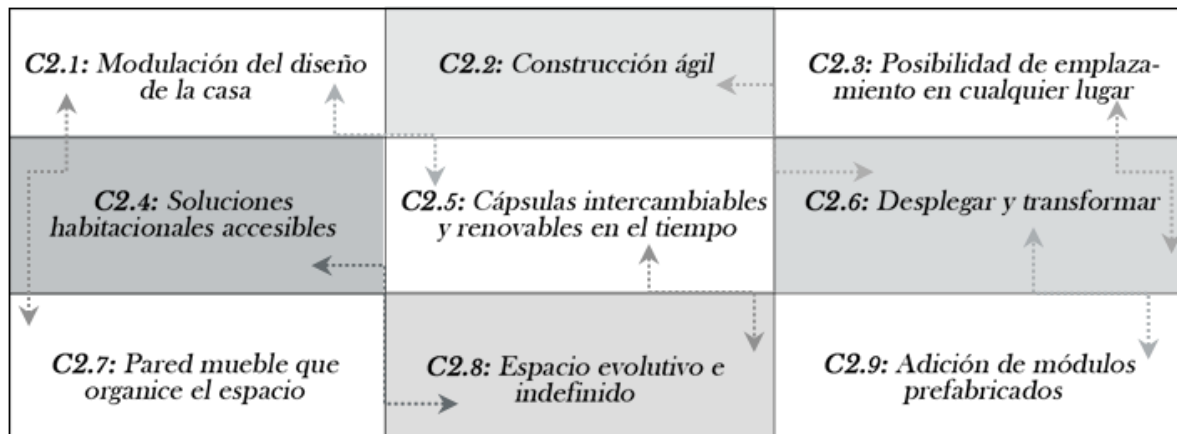 C2.1: Modulación del diseño
de la casa
C2.2: Construcción ágil
C2.3: Posibilidad de emplaza-
miento en cualquier lugar
C2.4: Soluciones
habitacionales accesibles
C2.5: Cápsulas intercambiables
y renovables en el tiempo
C2.6: Desplegar y transformar
C2.7: Pared mueble que
organice el espacio
C2.8: Espacio evolutivo e
indefinido
C2.9: Adición de módulos
prefabricados